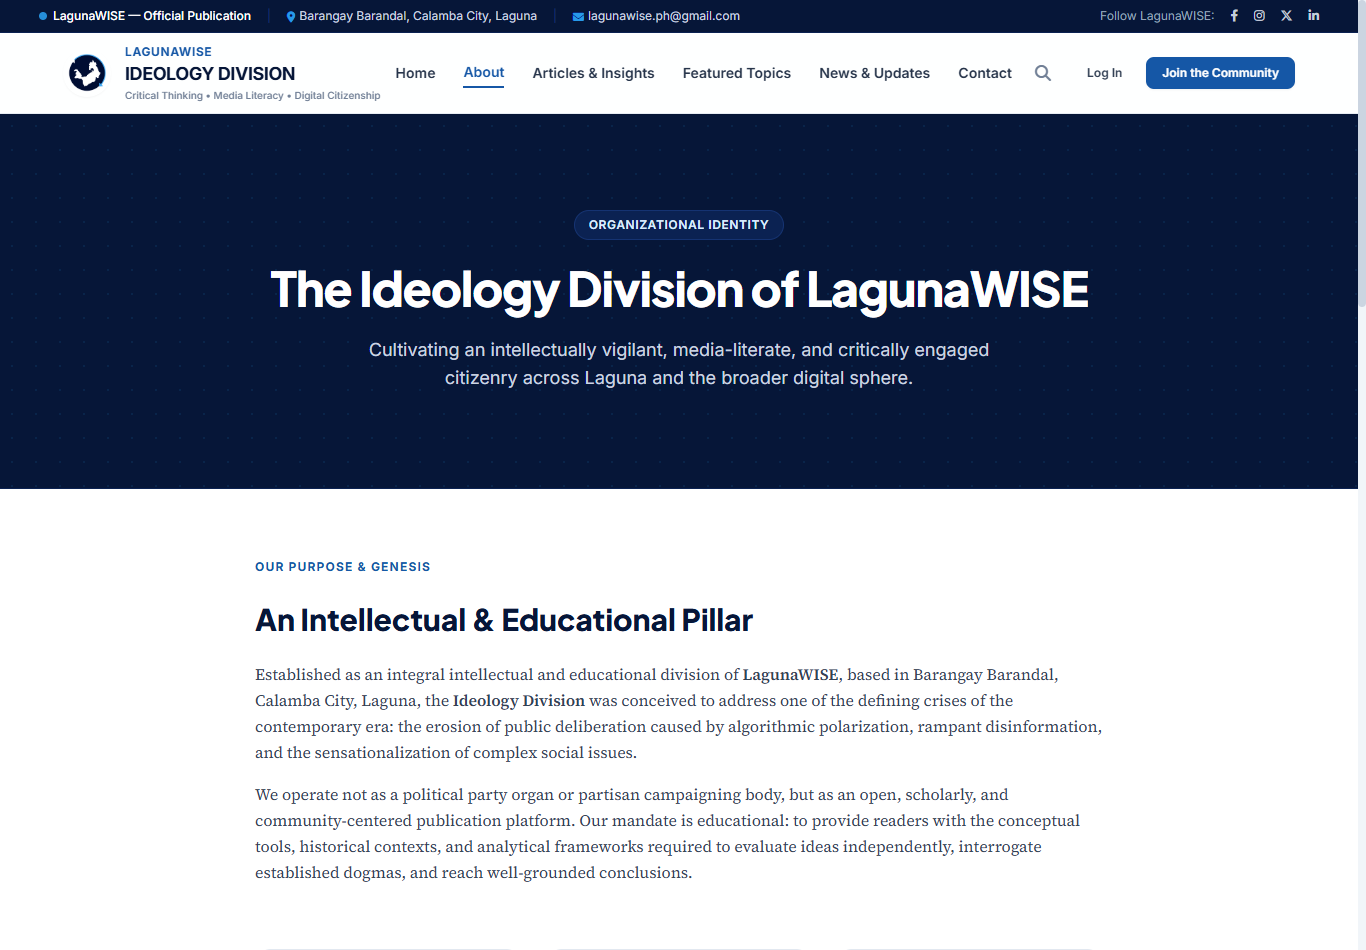 LagunaWISE — Official Publication
Barangay Barandal, Calamba City, Laguna
lagunawise.ph@gmail.com
Follow LagunaWISE:
LAGUNAWISE
IDEOLOGY DIVISION
Critical Thinking • Media Literacy • Digital Citizenship
Home
About
Articles & Insights
Featured Topics
News & Updates
Contact
Log In
Join the Community
ORGANIZATIONAL IDENTITY
The Ideology Division of LagunaWISE
Cultivating an intellectually vigilant, media-literate, and critically engaged
citizenry across Laguna and the broader digital sphere.
OUR PURPOSE & GENESIS
An Intellectual & Educational Pillar
Established as an integral intellectual and educational division of LagunaWISE, based in Barangay Barandal,
Calamba City, Laguna, the Ideology Division was conceived to address one of the defining crises of the
contemporary era: the erosion of public deliberation caused by algorithmic polarization, rampant disinformation,
and the sensationalization of complex social issues.
We operate not as a political party organ or partisan campaigning body, but as an open, scholarly, and
community-centered publication platform. Our mandate is educational: to provide readers with the conceptual
tools, historical contexts, and analytical frameworks required to evaluate ideas independently, interrogate
established dogmas, and reach well-grounded conclusions.